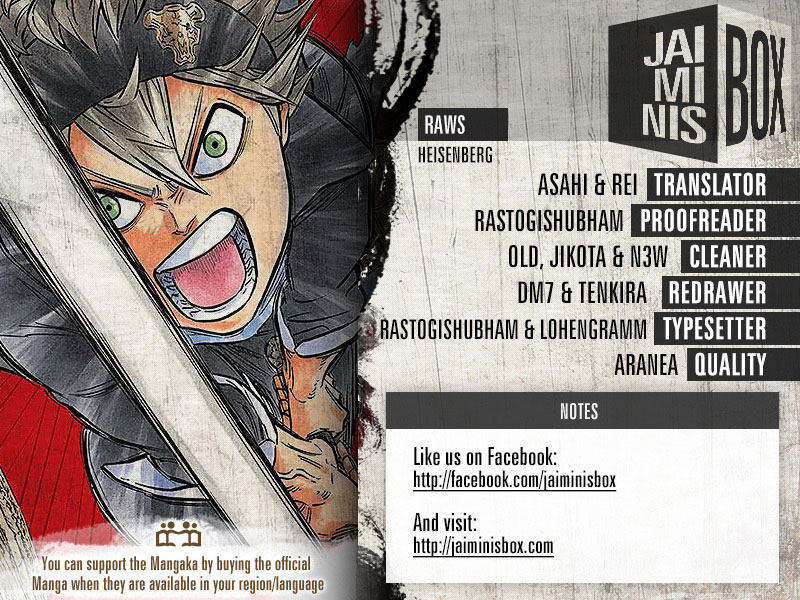 JAI
MI
NIS
BOX
RAWS
HEISENBERG
ASAHI & REI TRANSLATOR
RASTOGISHUBHAM PROOFREADER
OLD, JIKOTA & N3W CLEANER
DM7 & TENKIRA REDRAWER
RASTOGISHUBHAM & LOHENGRAMM TYPESETTER
ARANEA QUALITY
NOTES
Like us on Facebook:
http://facebook.com/jaiminisbox
And visit:
http://jaiminisbox.com
You can support the Mangaka by buying the official
Manga when they are available in your region/language